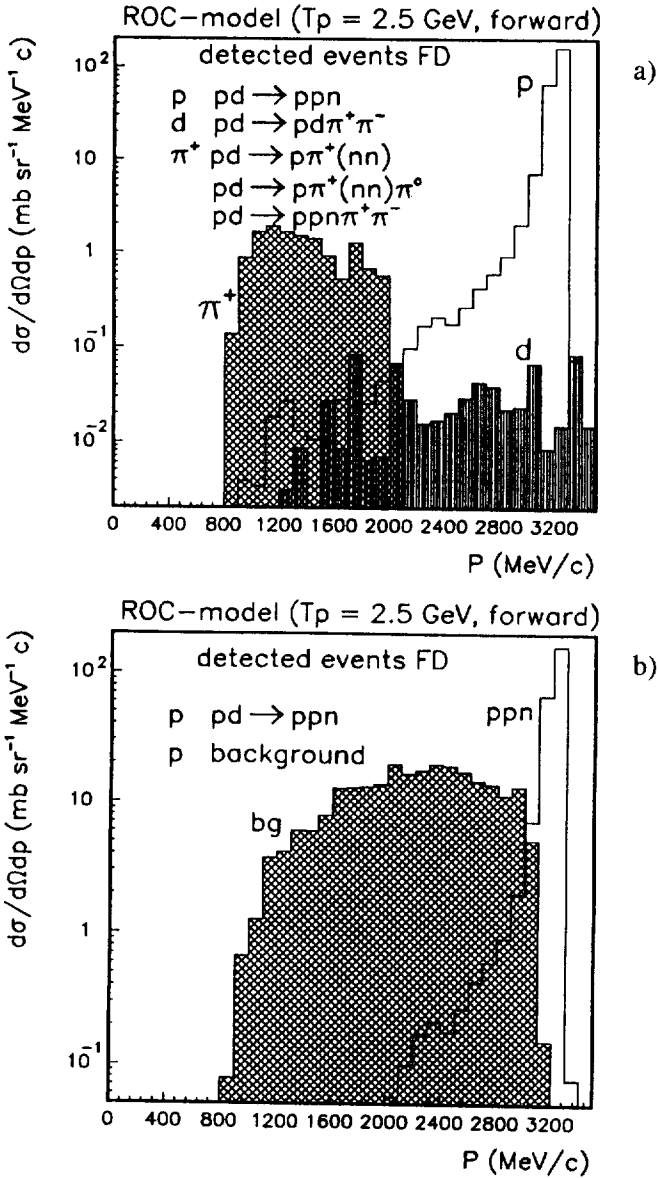 ROC-model (Tp = 2.5 GeV, forward)
a)
detected events FD
p pd → ppn
d pd → pdπ⁺π⁻
π⁺ pd → pπ⁺(nn)
pd → pπ⁺(nn)π⁰
pd → ppnπ⁺π⁻
p
π⁺
d
dσ/dΩdp (mb sr⁻¹ MeV⁻¹ c)
10²
10
1
10⁻¹
10⁻²
0 400 800 1200 1600 2000 2400 2800 3200
P (MeV/c)
ROC-model (Tp = 2.5 GeV, forward)
b)
detected events FD
p pd → ppn
p background
ppn
bg
dσ/dΩdp (mb sr⁻¹ MeV⁻¹ c)
10²
10
1
10⁻¹
0 400 800 1200 1600 2000 2400 2800 3200
P (MeV/c)